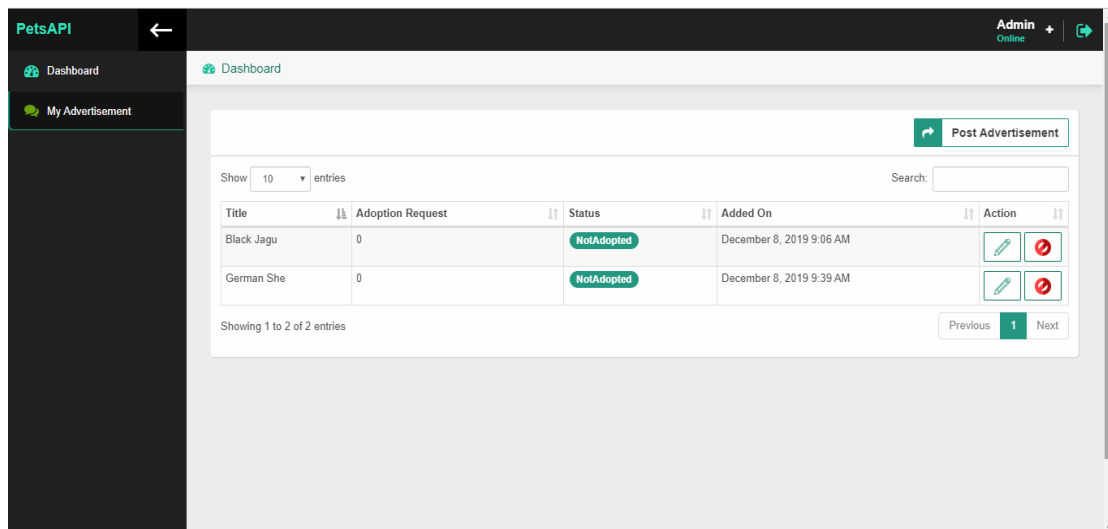 PetsAPI
Admin
Online
Dashboard
My Advertisement
Dashboard
Post Advertisement
Show 10 entries
Search:
Title Adoption Request Status Added On Action
Black Jagu 0 NotAdopted December 8, 2019 9:06 AM
German She 0 NotAdopted December 8, 2019 9:39 AM
Showing 1 to 2 of 2 entries
Previous 1 Next